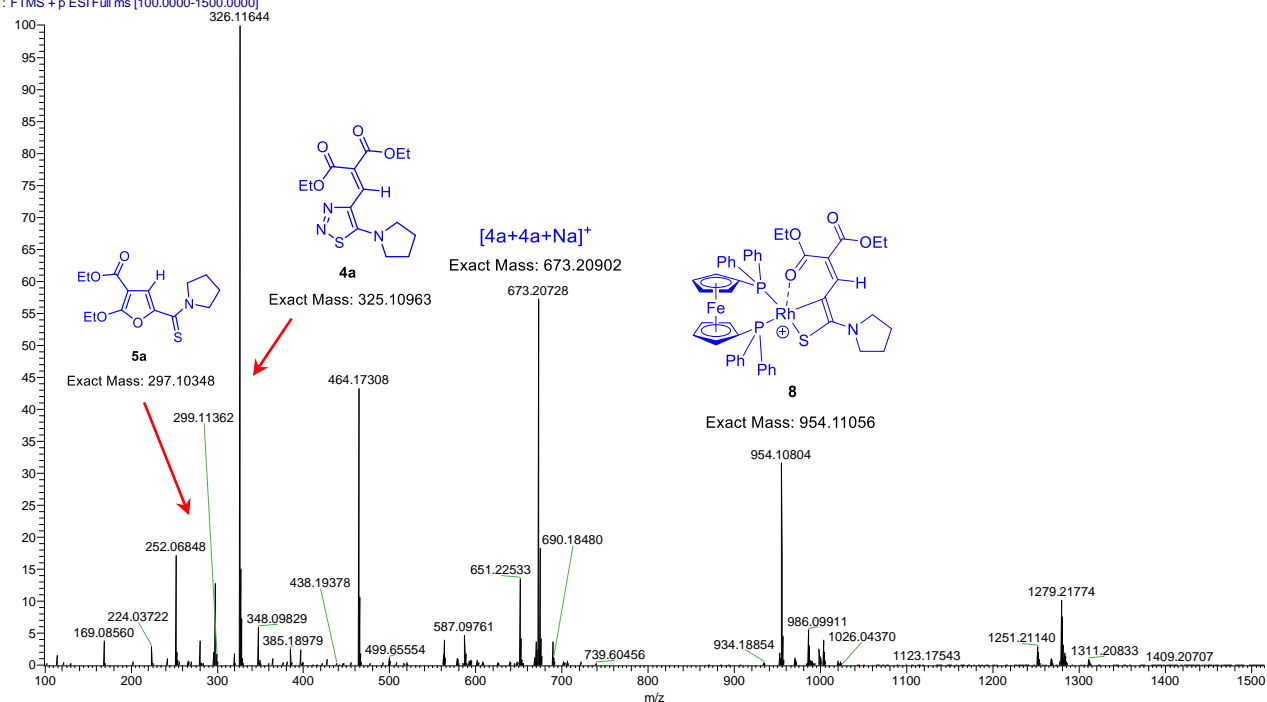 : FTMS + p ESI Full ms [100.0000-1500.0000]
100
95
90
85
80
75
70
65
60
55
50
45
40
35
30
25
20
15
10
5
0
100
200
300
400
500
600
700
800
900
1000
1100
1200
1300
1400
1500
m/z
326.11644
O
O
OEt
EtO
H
N
N
S
N
4a
Exact Mass: 325.10963
O
EtO
H
EtO
O
N
S
5a
Exact Mass: 297.10348
[4a+4a+Na]+
Exact Mass: 673.20902
673.20728
O
EtO
OEt
O
H
Ph
Ph
P
Fe
Rh
P
⊕
S
N
Ph
Ph
8
Exact Mass: 954.11056
954.10804
299.11362
464.17308
252.06848
224.03722
169.08560
348.09829
385.18979
438.19378
499.65554
587.09761
651.22533
690.18480
739.60456
934.18854
986.09911
1026.04370
1123.17543
1251.21140
1279.21774
1311.20833
1409.20707